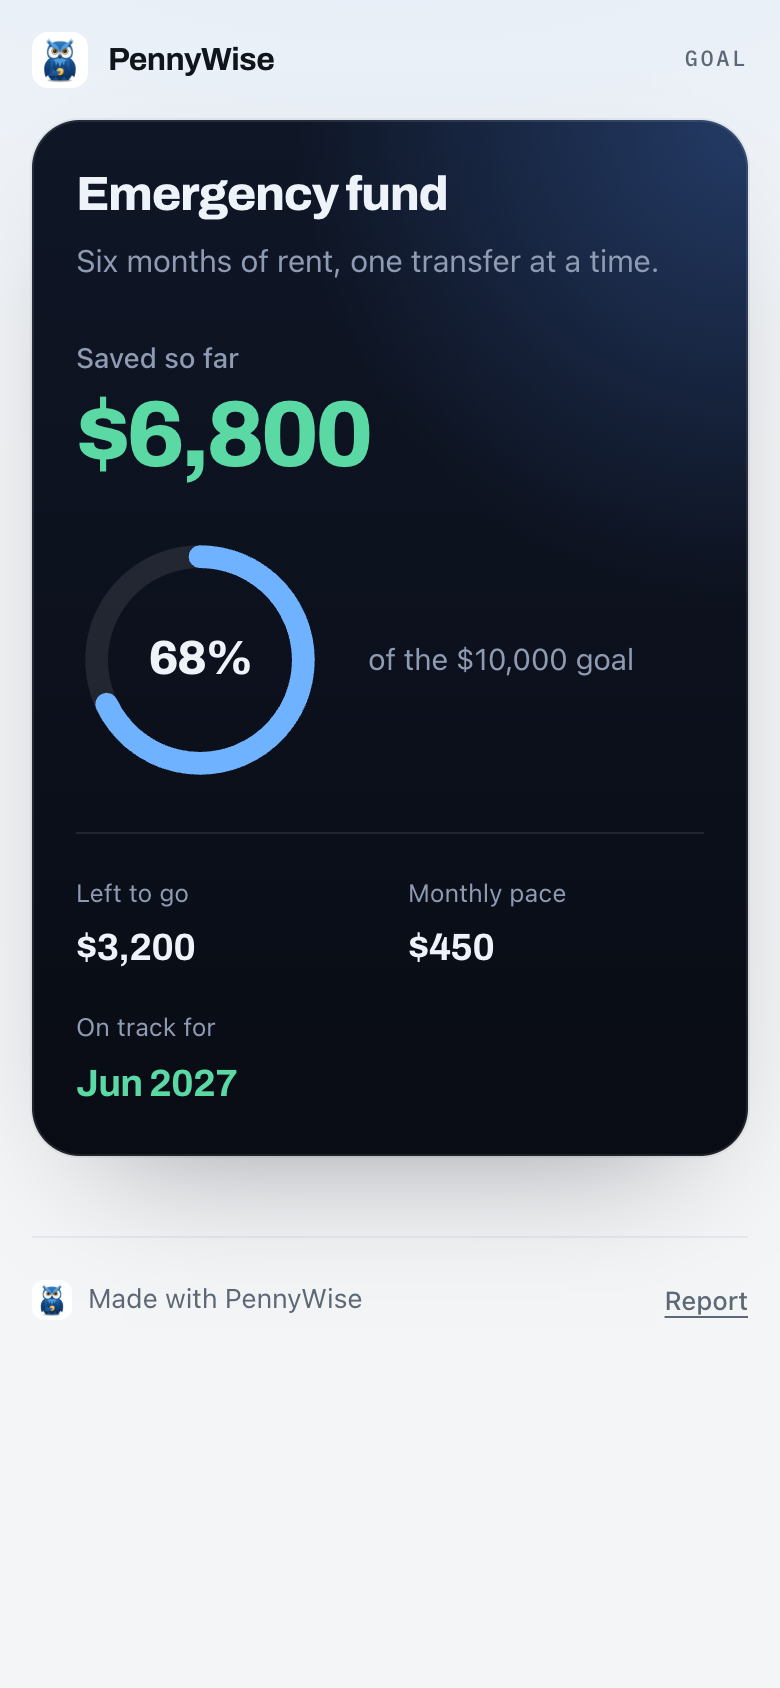 PennyWise
GOAL
Emergency fund
Six months of rent, one transfer at a time.
Saved so far
$6,800
68%
of the $10,000 goal
Left to go
$3,200
Monthly pace
$450
On track for
Jun 2027
Made with PennyWise
Report